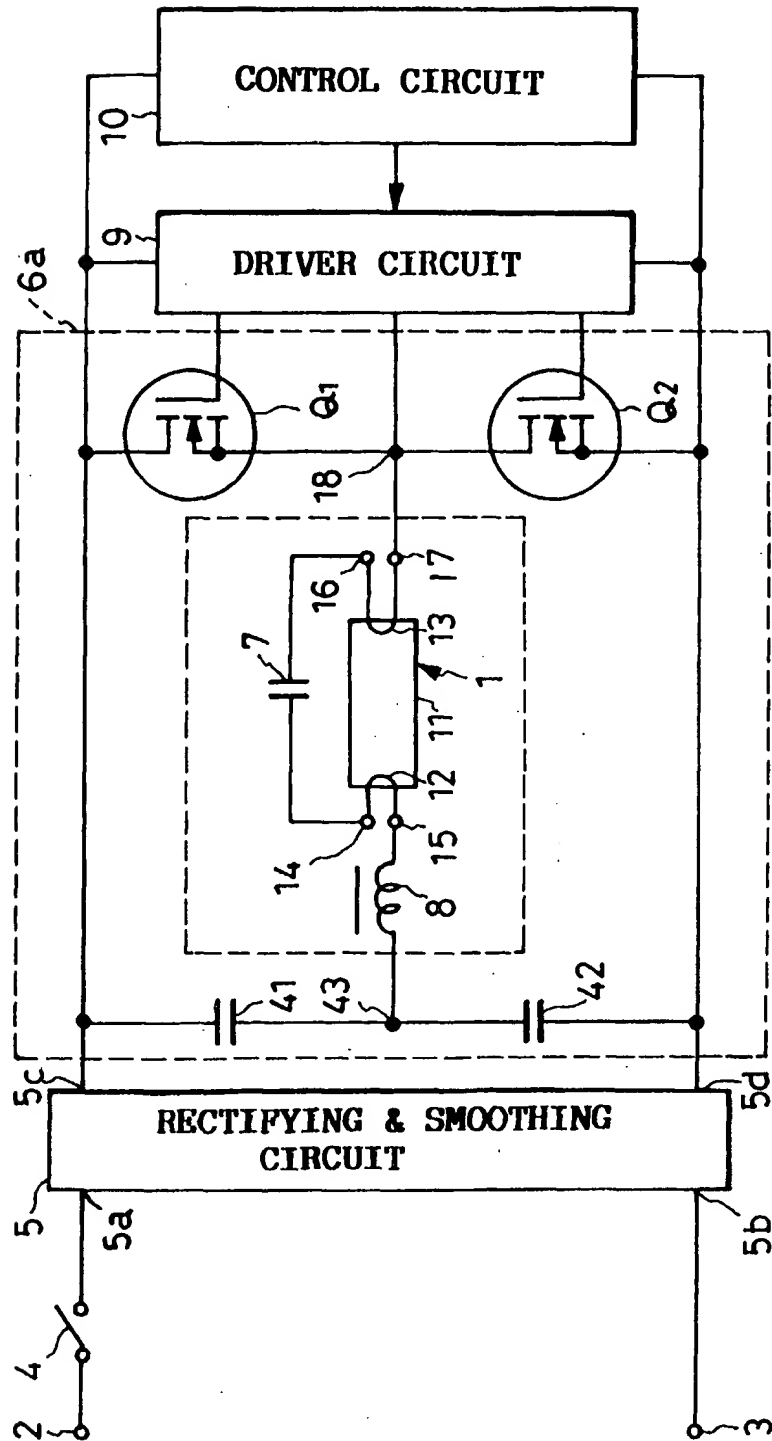 CONTROL CIRCUIT
10
9
DRIVER CIRCUIT
6a
Q1
Q2
18
16
17
7
13
1
11
12
14
15
8
41
43
42
5c
5d
RECTIFYING & SMOOTHING
CIRCUIT
5
5a
5b
4
2
3